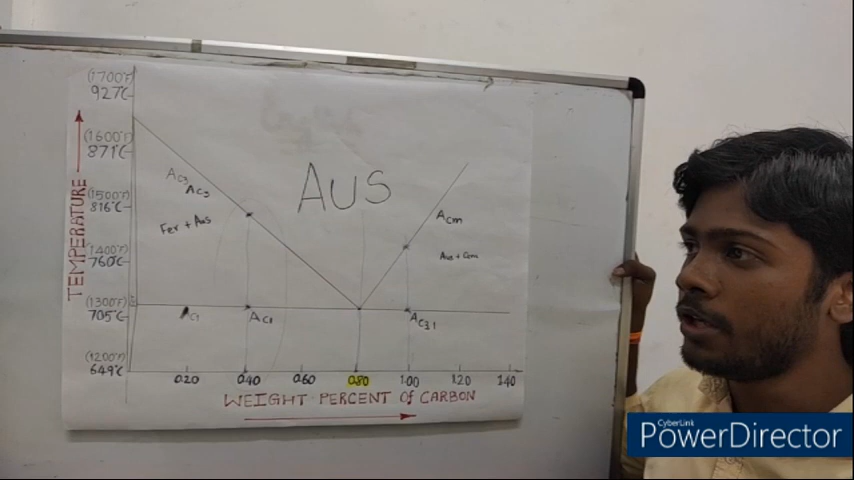 (1700°F)
927°C
(1600°F)
871°C
(1500°F)
816°C
(1400°F)
760°C
(1300°F)
705°C
(1200°F)
649°C
TEMPERATURE
AC3
AC3
Fer + Aus
AUS
Acm
Aus + Cem
AC1
AC1
AC3.1
0.20 0.40 0.60 0.80 1.00 1.20 1.40
WEIGHT PERCENT Of CARBON
CyberLink
PowerDirector